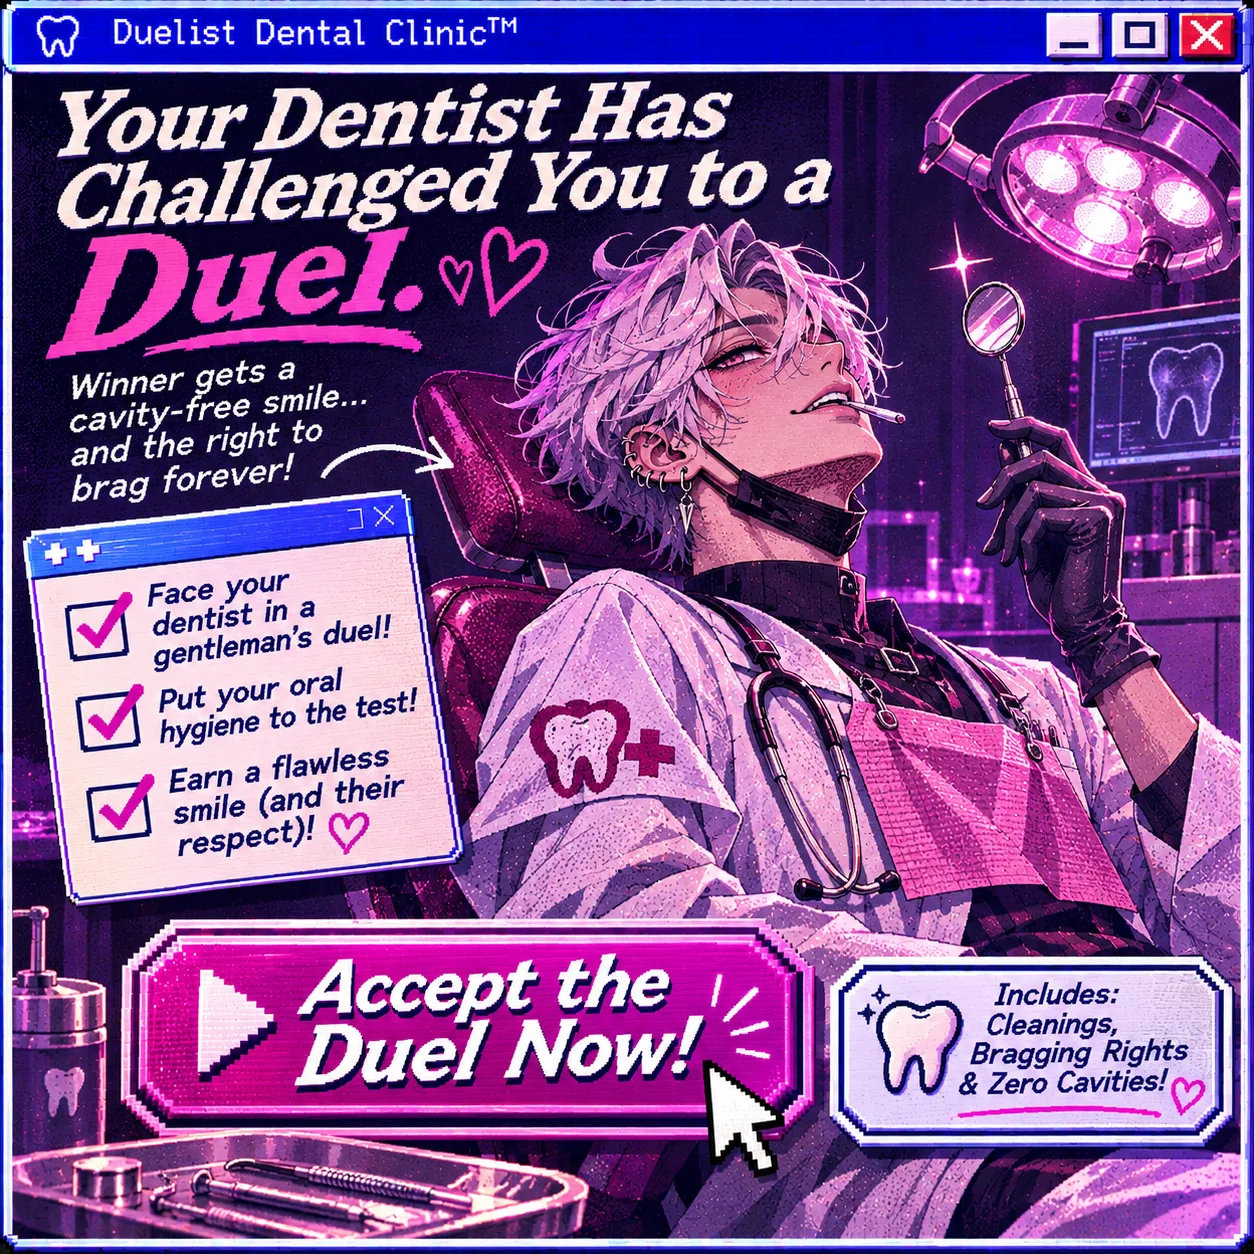 Duelist Dental Clinic™
Your Dentist Has
Challenged You to a
Duel.
Winner gets a
cavity-free smile...
and the right to
brag forever!
Face your
dentist in a
gentleman's duel!
Put your oral
hygiene to the test!
Earn a flawless
smile (and their
respect)!
Accept the
Duel Now!
Includes:
Cleanings,
Bragging Rights
& Zero Cavities!